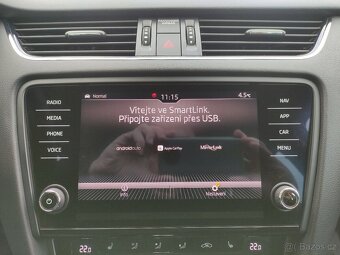 Normal
11:15
4.5
RADIO
MEDIA
PHONE
VOICE
NAV
APP
CAR
MENU
Vítejte ve SmartLink.
Připojte zařízení přes USB.
androidauto
Apple CarPlay
MirrorLink
Info
Nastavení
22.0
22.0